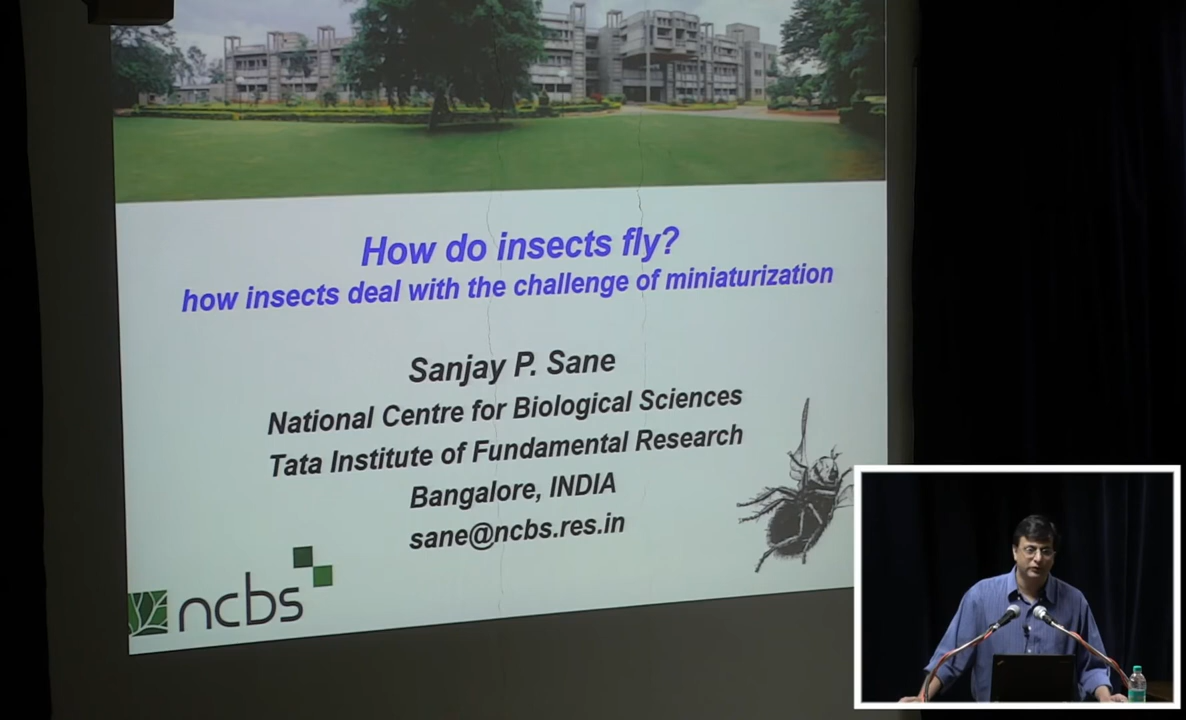 How do insects fly?
how insects deal with the challenge of miniaturization
Sanjay P. Sane
National Centre for Biological Sciences
Tata Institute of Fundamental Research
Bangalore, INDIA
sane@ncbs.res.in
ncbs